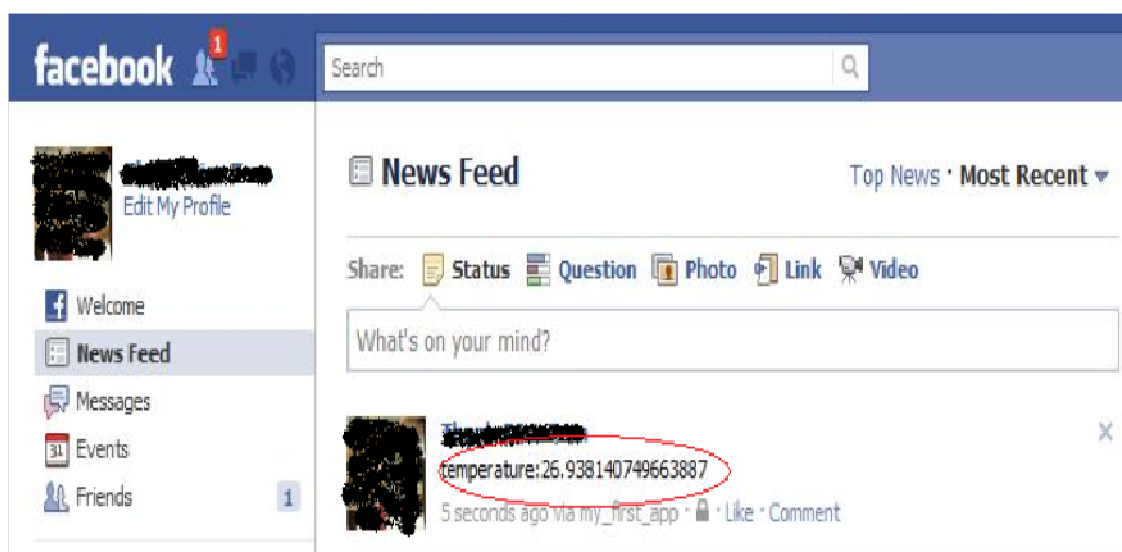 facebook 1 Search
Edit My Profile
Welcome
News Feed
Messages
31 Events
Friends 1
News Feed Top News · Most Recent
Share: Status Question Photo Link Video
What's on your mind?
temperature:26.938140749663887
5 seconds ago via my_first_app · Like · Comment